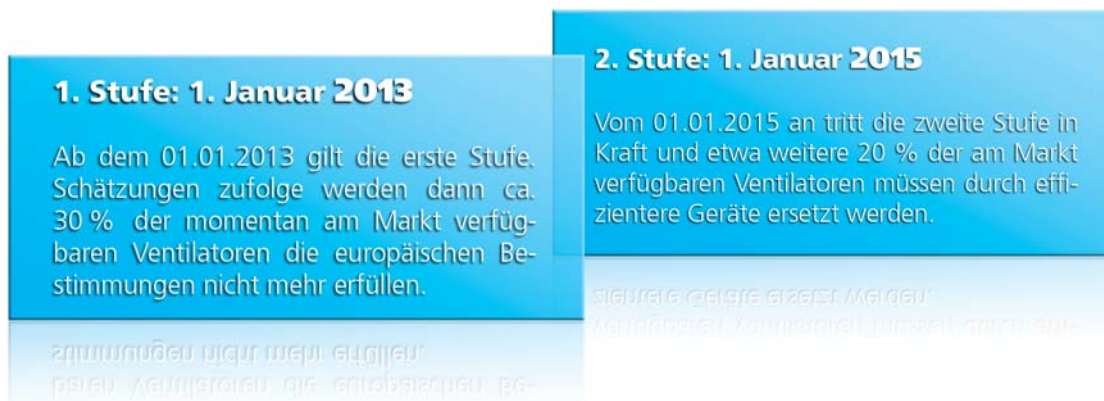 1. Stufe: 1. Januar 2013
Ab dem 01.01.2013 gilt die erste Stufe.
Schätzungen zufolge werden dann ca.
30 % der momentan am Markt verfüg-
baren Ventilatoren die europäischen Be-
stimmungen nicht mehr erfüllen.
2. Stufe: 1. Januar 2015
Vom 01.01.2015 an tritt die zweite Stufe in
Kraft und etwa weitere 20 % der am Markt
verfügbaren Ventilatoren müssen durch effi-
zientere Geräte ersetzt werden.